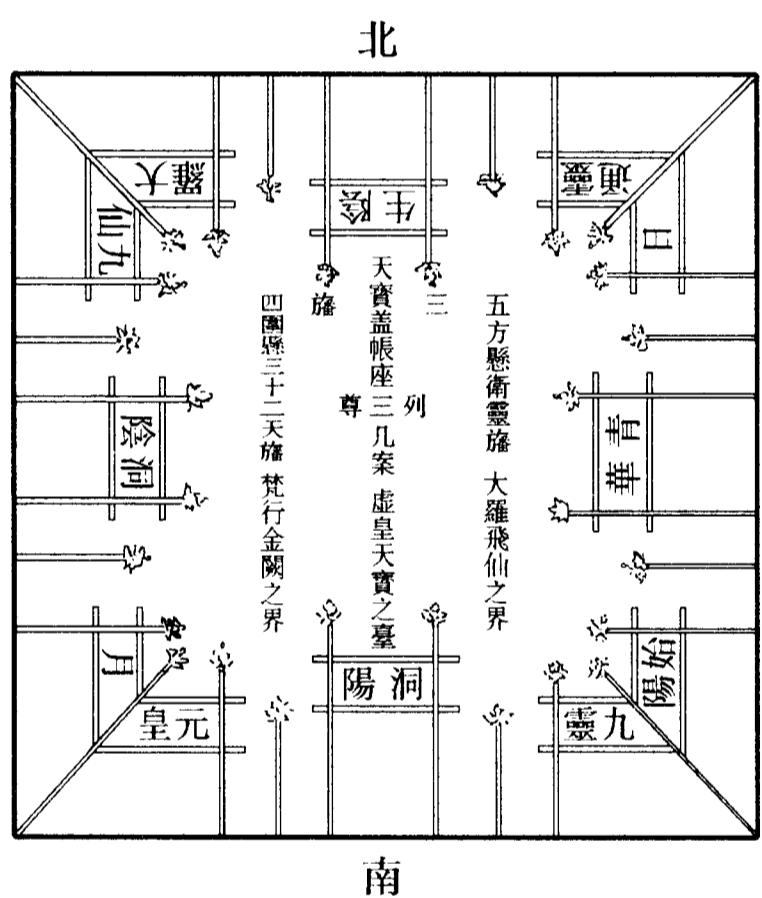 北
大羅
陰生
靈通
九仙
日
洞陰
青華
五方懸衛靈旛 大羅飛仙之界
三 旛
列三尊
天寶盖帳座 几案 虛皇天寶之臺
四圍懸三十二天旛 梵行金闕之界
月
始陽
元皇
洞陽
九靈
南